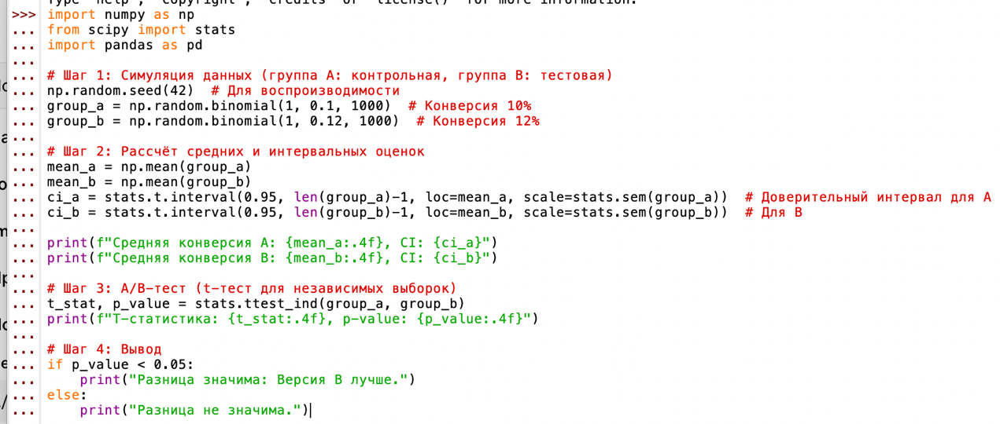 Type "help", "copyright", "credits" or "license()" for more information.
>>> import numpy as np
... from scipy import stats
... import pandas as pd
...
... # Шаг 1: Симуляция данных (группа A: контрольная, группа B: тестовая)
... np.random.seed(42)  # Для воспроизводимости
... group_a = np.random.binomial(1, 0.1, 1000)  # Конверсия 10%
... group_b = np.random.binomial(1, 0.12, 1000)  # Конверсия 12%
...
... # Шаг 2: Рассчёт средних и интервальных оценок
... mean_a = np.mean(group_a)
... mean_b = np.mean(group_b)
... ci_a = stats.t.interval(0.95, len(group_a)-1, loc=mean_a, scale=stats.sem(group_a))  # Доверительный интервал для A
... ci_b = stats.t.interval(0.95, len(group_b)-1, loc=mean_b, scale=stats.sem(group_b))  # Для B
...
... print(f"Средняя конверсия A: {mean_a:.4f}, CI: {ci_a}")
... print(f"Средняя конверсия B: {mean_b:.4f}, CI: {ci_b}")
...
... # Шаг 3: A/B-тест (t-тест для независимых выборок)
... t_stat, p_value = stats.ttest_ind(group_a, group_b)
... print(f"T-статистика: {t_stat:.4f}, p-value: {p_value:.4f}")
...
... # Шаг 4: Вывод
... if p_value < 0.05:
...     print("Разница значима: Версия B лучше.")
... else:
...     print("Разница не значима.")